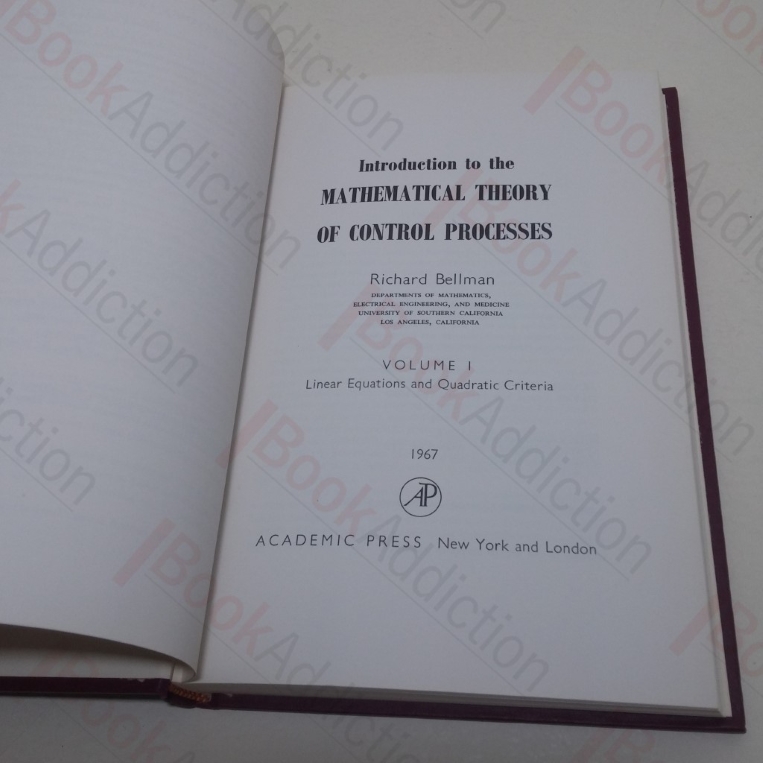 Introduction to the
MATHEMATICAL THEORY
OF CONTROL PROCESSES
Richard Bellman
DEPARTMENTS OF MATHEMATICS,
ELECTRICAL ENGINEERING, AND MEDICINE
UNIVERSITY OF SOUTHERN CALIFORNIA
LOS ANGELES, CALIFORNIA
VOLUME I
Linear Equations and Quadratic Criteria
1967
AP
ACADEMIC PRESS New York and London
BookAddiction